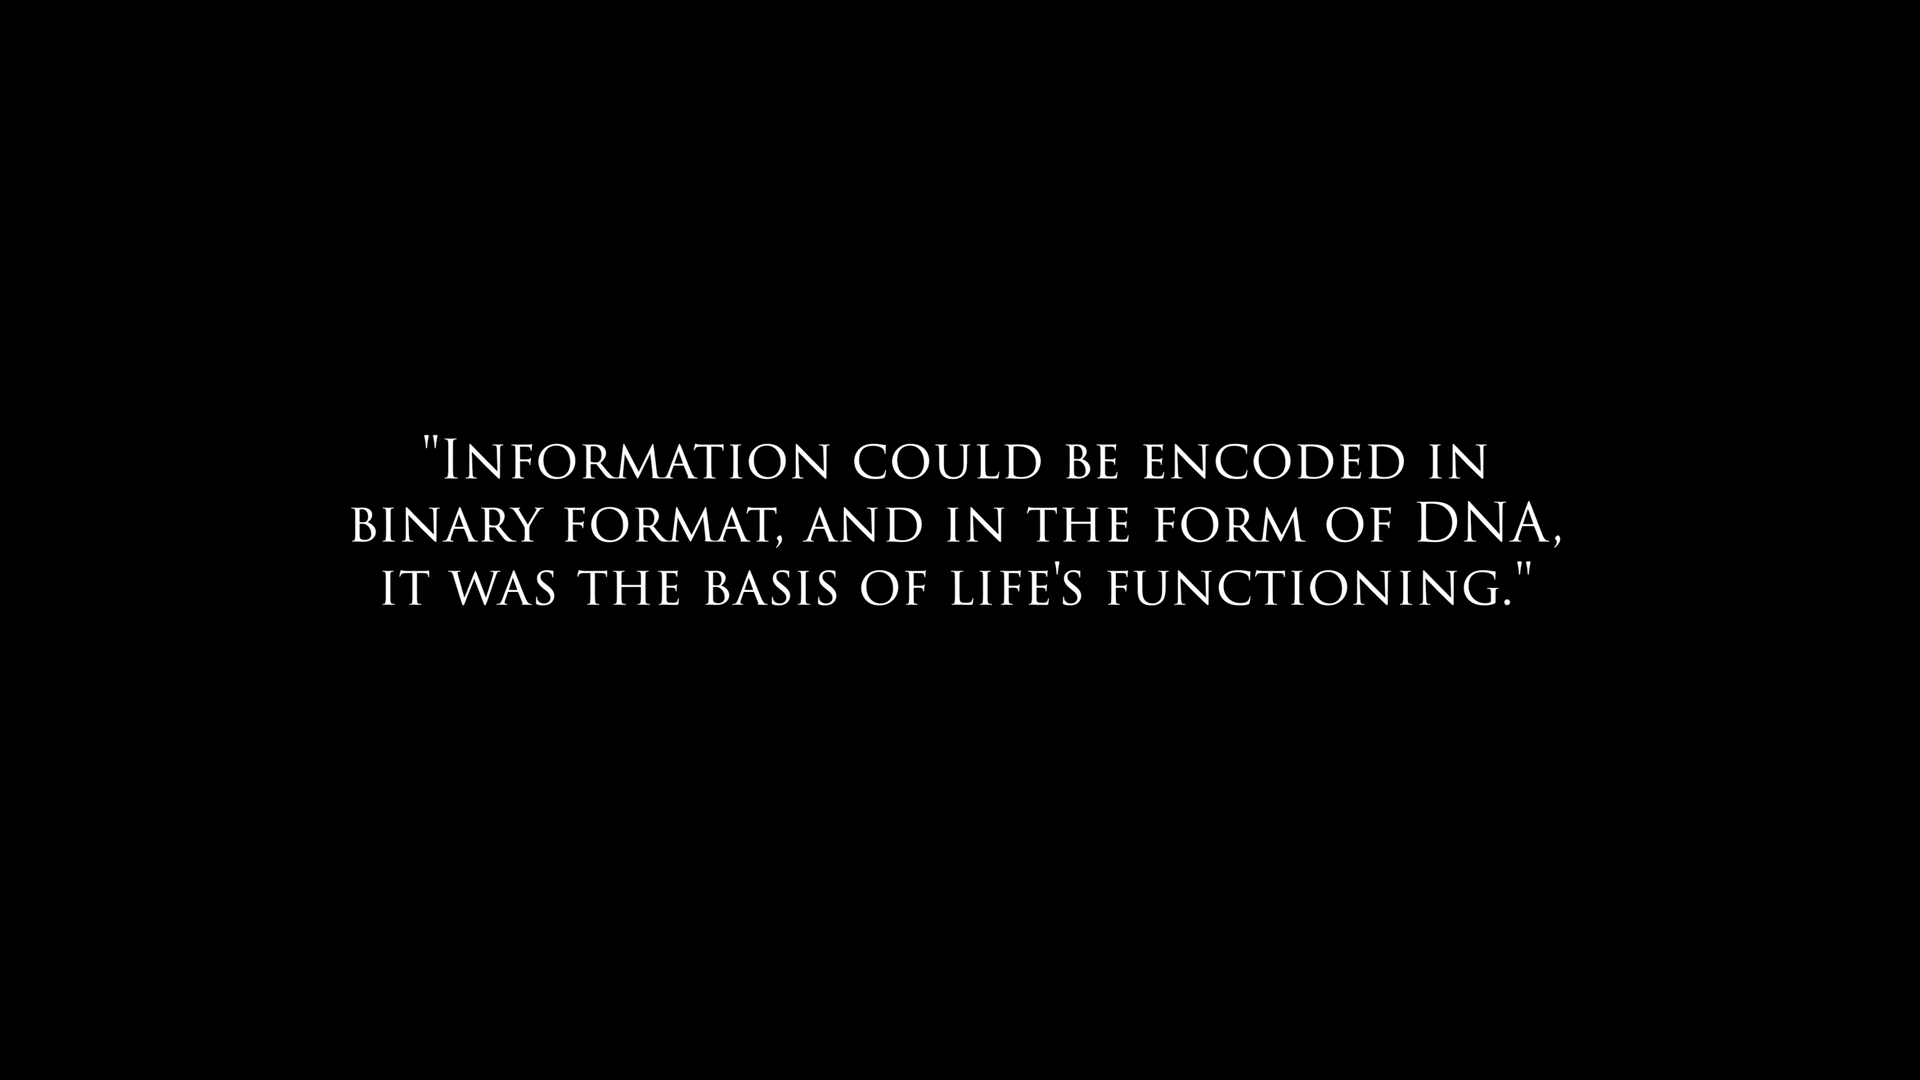 "Information could be encoded in
binary format, and in the form of DNA,
it was the basis of life's functioning."